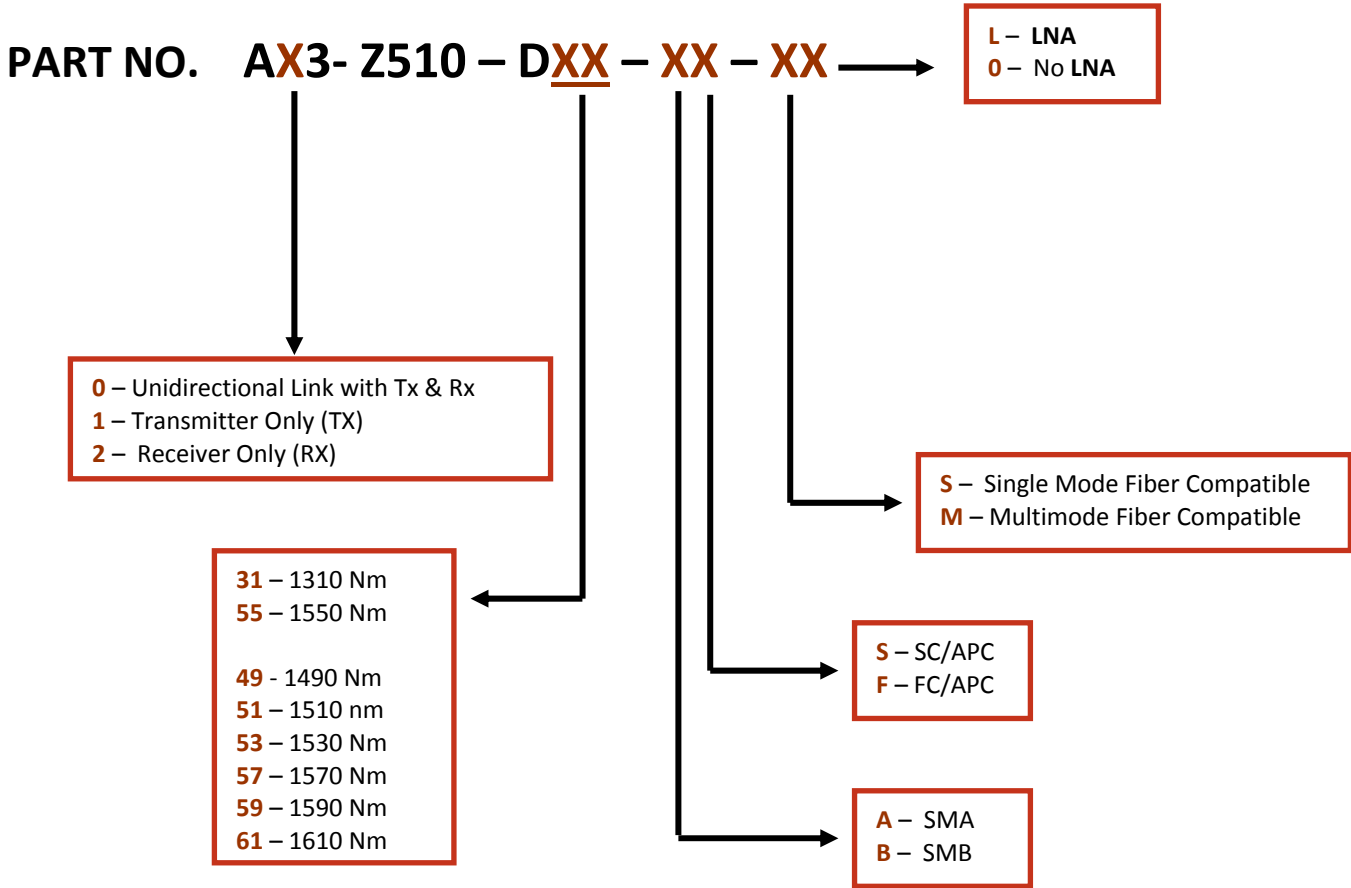 PART NO. AX3- Z510 – DXX – XX – XX
L – LNA
0 – No LNA
0 – Unidirectional Link with Tx & Rx
1 – Transmitter Only (TX)
2 – Receiver Only (RX)
S – Single Mode Fiber Compatible
M – Multimode Fiber Compatible
31 – 1310 Nm
55 – 1550 Nm
49 - 1490 Nm
51 – 1510 nm
53 – 1530 Nm
57 – 1570 Nm
59 – 1590 Nm
61 – 1610 Nm
S – SC/APC
F – FC/APC
A – SMA
B – SMB